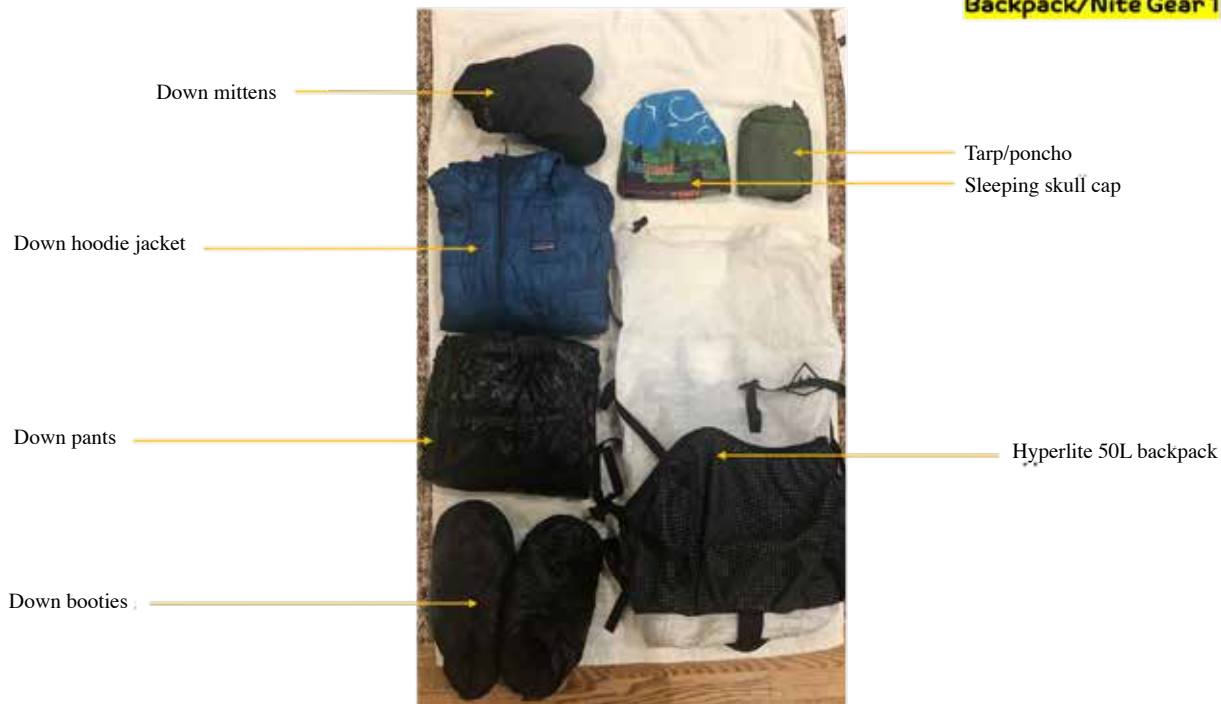 Backpack/Nite Gear 1
Down mittens
Tarp/poncho
Sleeping skull cap
Down hoodie jacket
Down pants
Hyperlite 50L backpack
Down booties